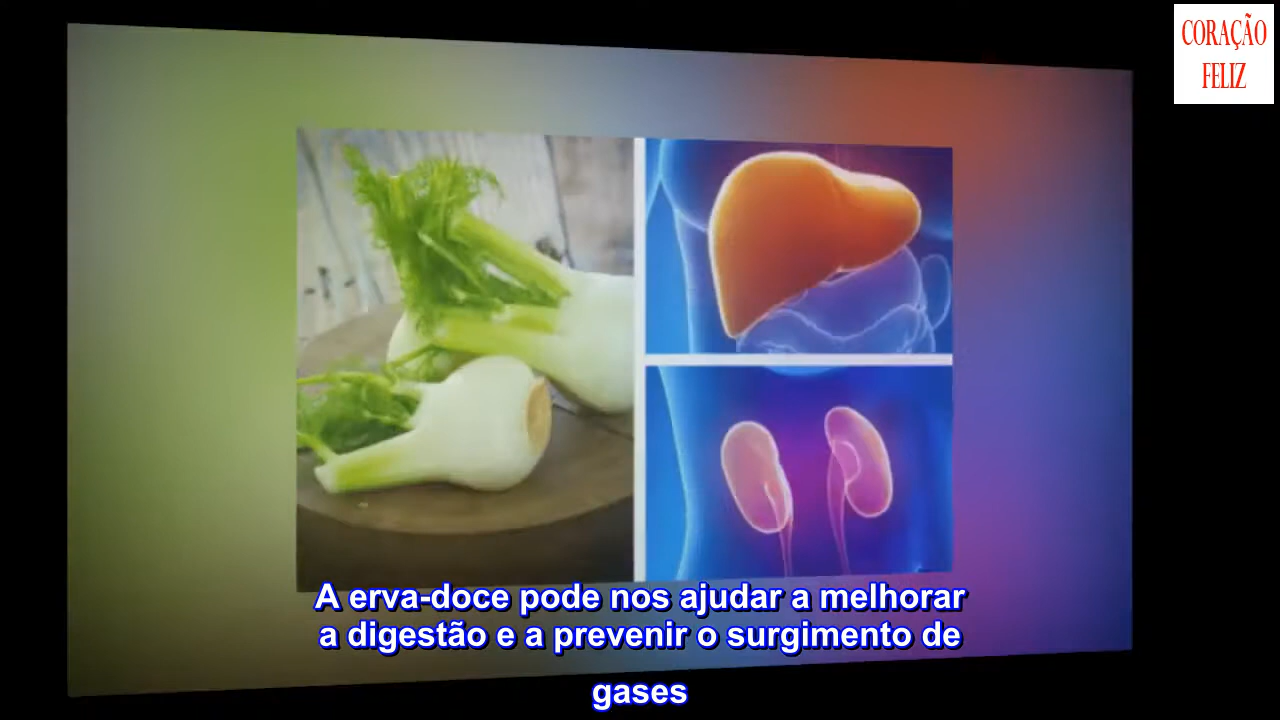 CORAÇÃO
FELIZ
A erva-doce pode nos ajudar a melhorar
a digestão e a prevenir o surgimento de
gases